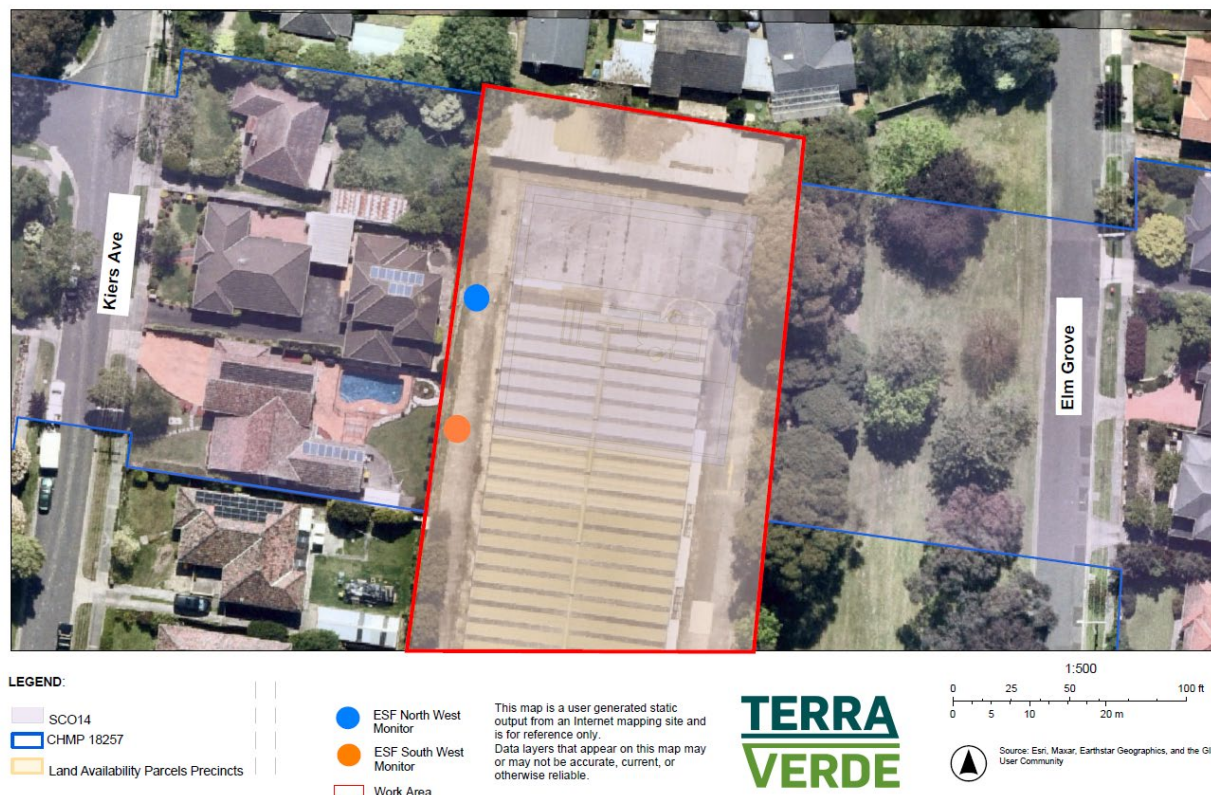 Kiers Ave
Elm Grove
LEGEND:
SCO14
CHMP 18257
Land Availability Parcels Precincts
ESF North West
Monitor
ESF South West
Monitor
Work Area
This map is a user generated static
output from an Internet mapping site and
is for reference only.
Data layers that appear on this map may
or may not be accurate, current, or
otherwise reliable.
TERRA
VERDE
1:500
0 25 50 100 ft
0 5 10 20 m
Source: Esri, Maxar, Earthstar Geographics, and the GI
User Community